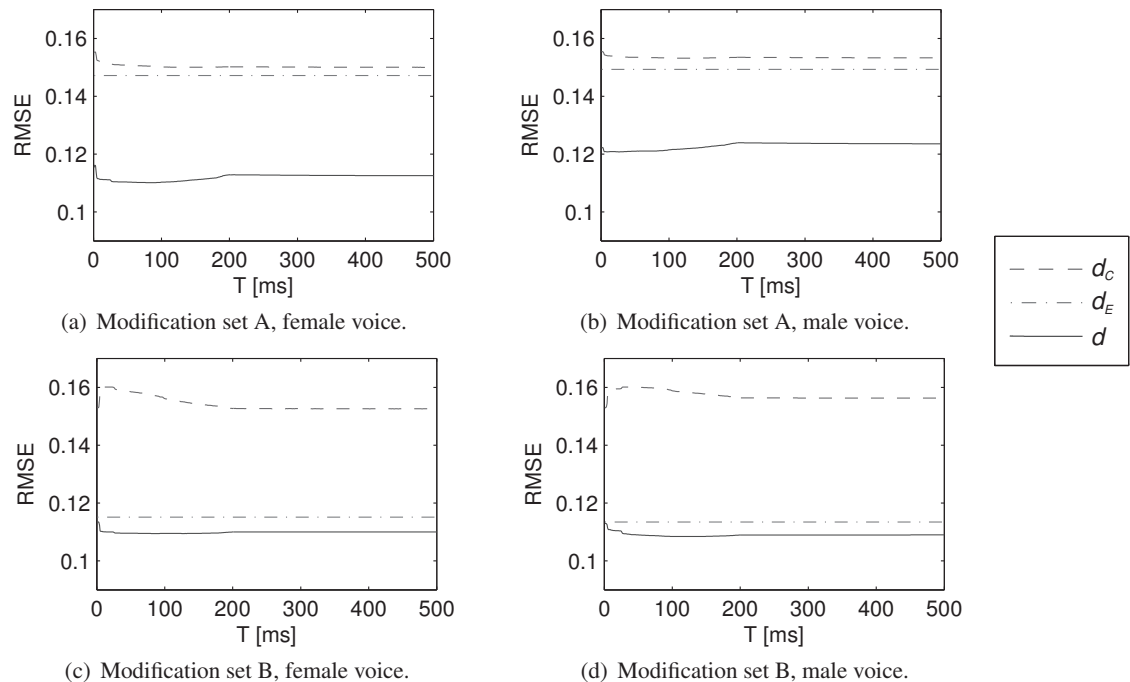 0.16
0.14
0.12
0.1
RMSE
0 100 200 300 400 500
T [ms]
(a) Modification set A, female voice.
0.16
0.14
0.12
0.1
RMSE
0 100 200 300 400 500
T [ms]
(b) Modification set A, male voice.
d_C
d_E
d
0.16
0.14
0.12
0.1
RMSE
0 100 200 300 400 500
T [ms]
(c) Modification set B, female voice.
0.16
0.14
0.12
0.1
RMSE
0 100 200 300 400 500
T [ms]
(d) Modification set B, male voice.